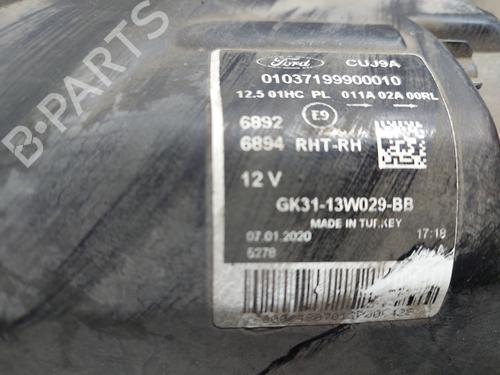 Ford CUJ9A
01037199900010
12.5 01HC PL 011A 02A 00RL
6892 E9
6894 RHT-RH
12 V
GK31-13W029-BB
MADE IN TURKEY
07.01.2020 17:18
5278
B-PARTS